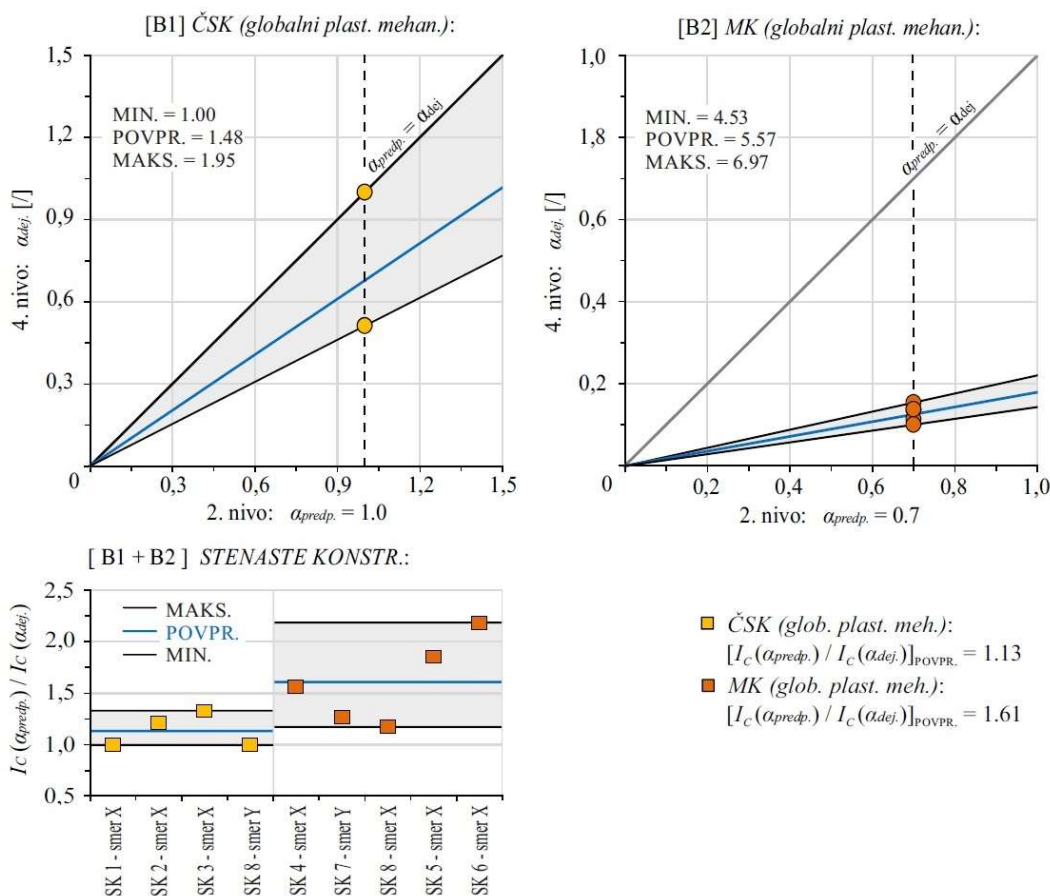 [B1] ČSK (globalni plast. mehan.):
1,5
1,2
0,9
0,6
0,3
0
4. nivo: αdej. [/]
MIN. = 1.00
POVPR. = 1.48
MAKS. = 1.95
αpredp. = αdej
0,3
0,6
0,9
1,2
1,5
2. nivo: αpredp. = 1.0
[B2] MK (globalni plast. mehan.):
1,0
1,8
0,6
0,4
0,2
0
4. nivo: αdej. [/]
MIN. = 4.53
POVPR. = 5.57
MAKS. = 6.97
αpredp. = αdej
0,2
0,4
0,6
0,8
1,0
2. nivo: αpredp. = 0.7
[ B1 + B2 ] STENASTE KONSTR.:
2,5
2,0
1,5
1,0
0,5
IC (αpredp.) / IC (αdej.)
MAKS.
POVPR.
MIN.
SK 1 - smer X
SK 2 - smer X
SK 3 - smer X
SK 8 - smer Y
SK 4 - smer X
SK 7 - smer Y
SK 8 - smer X
SK 5 - smer X
SK 6 - smer X
ČSK (glob. plast. meh.):
[IC (αpredp.) / IC (αdej.)]POVPR. = 1.13
MK (glob. plast. meh.):
[IC (αpredp.) / IC (αdej.)]POVPR. = 1.61